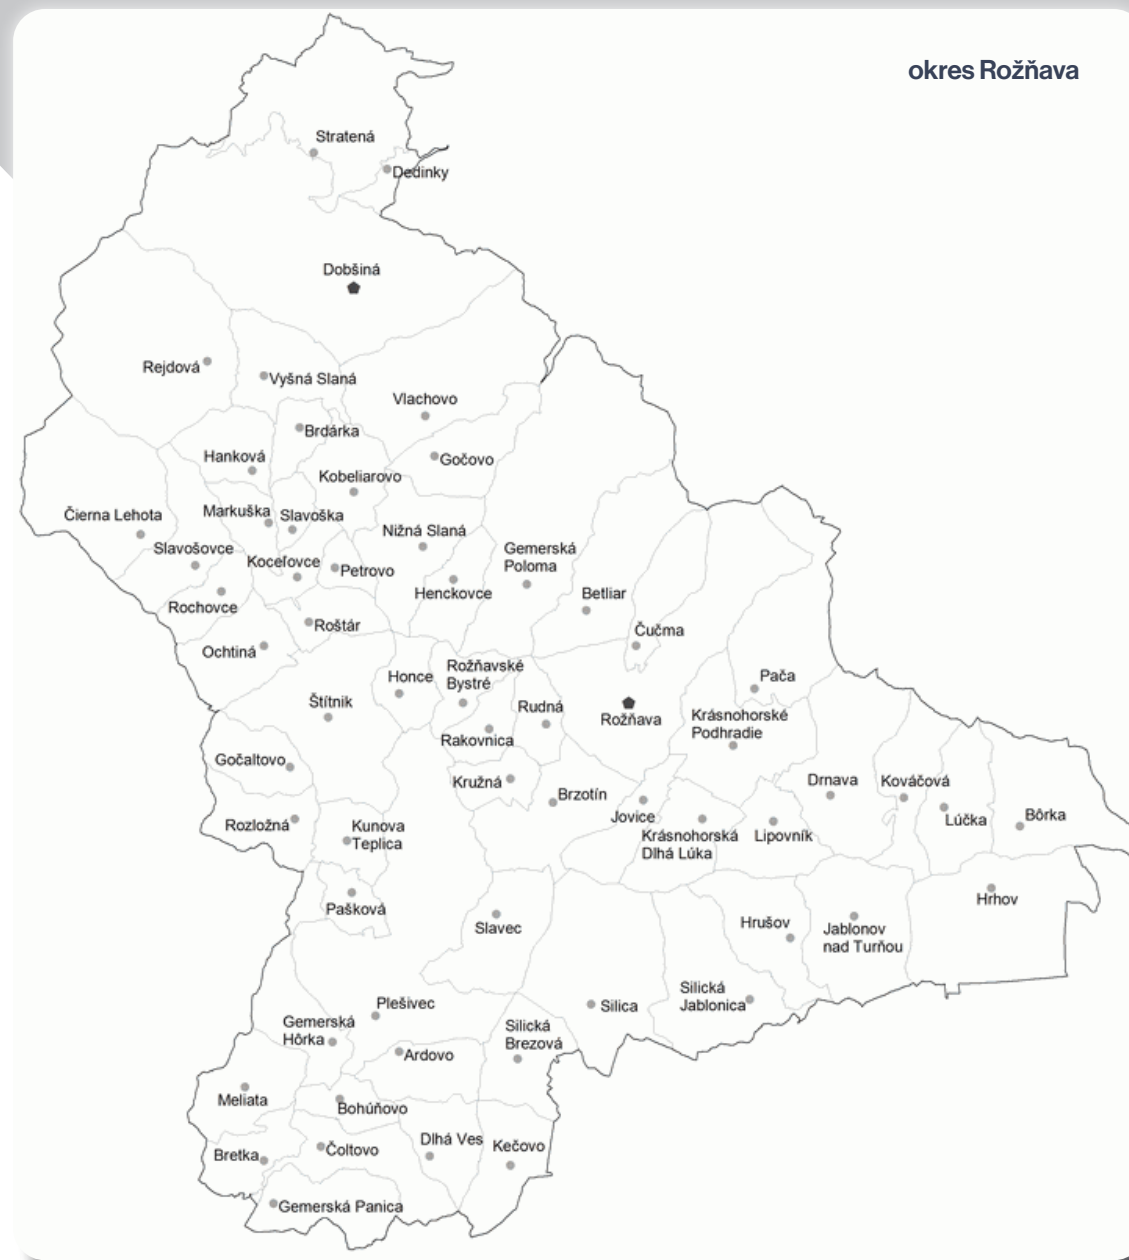 okres Rožňava
Stratená
Dedinky
Dobšiná
Rejdová
Vyšná Slaná
Vlachovo
Brdárka
Hanková
Gočovo
Kobeliarovo
Čierna Lehota
Markuška
Slavoška
Nižná Slaná
Slavošovce
Koceľovce
Petrovo
Gemerská
Poloma
Henckovce
Betliar
Rochovce
Roštár
Čučma
Ochtiná
Honce
Rožňavské
Bystré
Pača
Štítnik
Rudná
Rožňava
Krásnohorské
Podhradie
Rakovnica
Gočaltovo
Kružná
Brzotín
Drnava
Kováčová
Rozložná
Kunova
Teplica
Jovice
Krásnohorská
Dlhá Lúka
Lipovník
Lúčka
Bôrka
Pašková
Slavec
Hrušov
Jablonov
nad Turňou
Hrhov
Plešivec
Silica
Silická
Jablonica
Gemerská
Hôrka
Silická
Brezová
Ardovo
Meliata
Bohúňovo
Bretka
Čoltovo
Dlhá Ves
Kečovo
Gemerská Panica